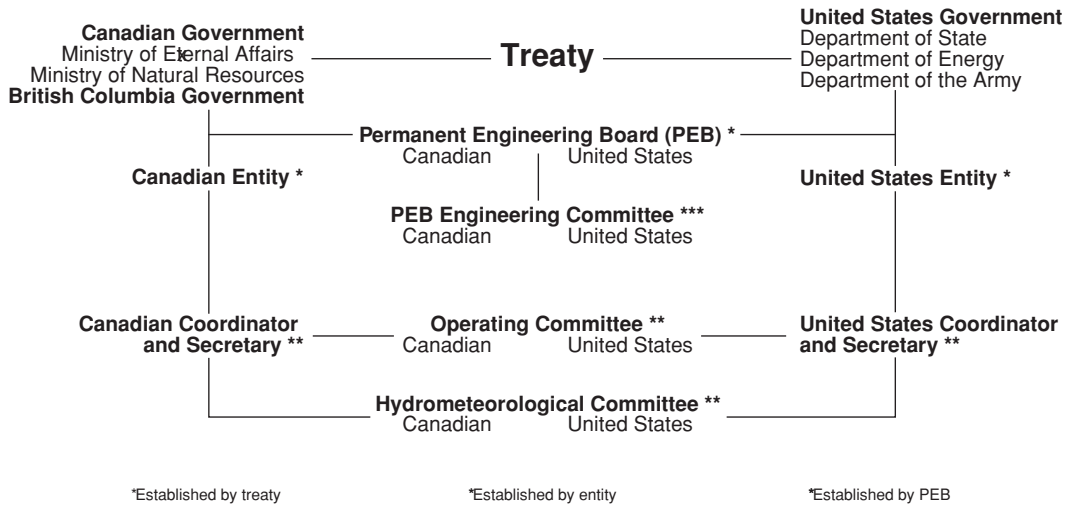 Canadian Government
Ministry of External Affairs
Ministry of Natural Resources
British Columbia Government
Treaty
United States Government
Department of State
Department of Energy
Department of the Army
Permanent Engineering Board (PEB) *
Canadian United States
Canadian Entity *
United States Entity *
PEB Engineering Committee ***
Canadian United States
Canadian Coordinator
and Secretary **
Operating Committee **
Canadian United States
United States Coordinator
and Secretary **
Hydrometeorological Committee **
Canadian United States
*Established by treaty
*Established by entity
*Established by PEB